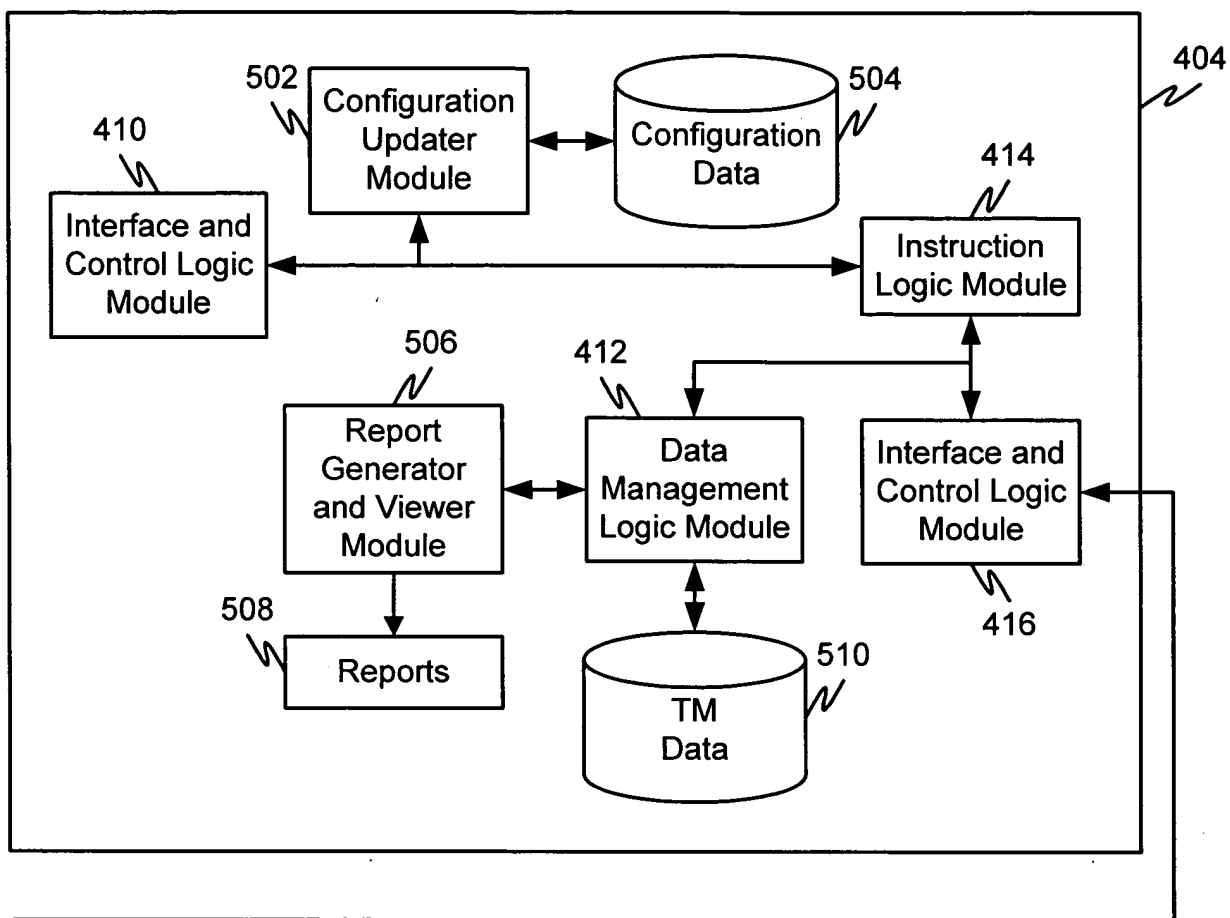 404
502
Configuration
Updater
Module
504
Configuration
Data
410
Interface and
Control Logic
Module
414
Instruction
Logic Module
506
Report
Generator
and Viewer
Module
412
Data
Management
Logic Module
Interface and
Control Logic
Module
416
508
Reports
510
TM
Data